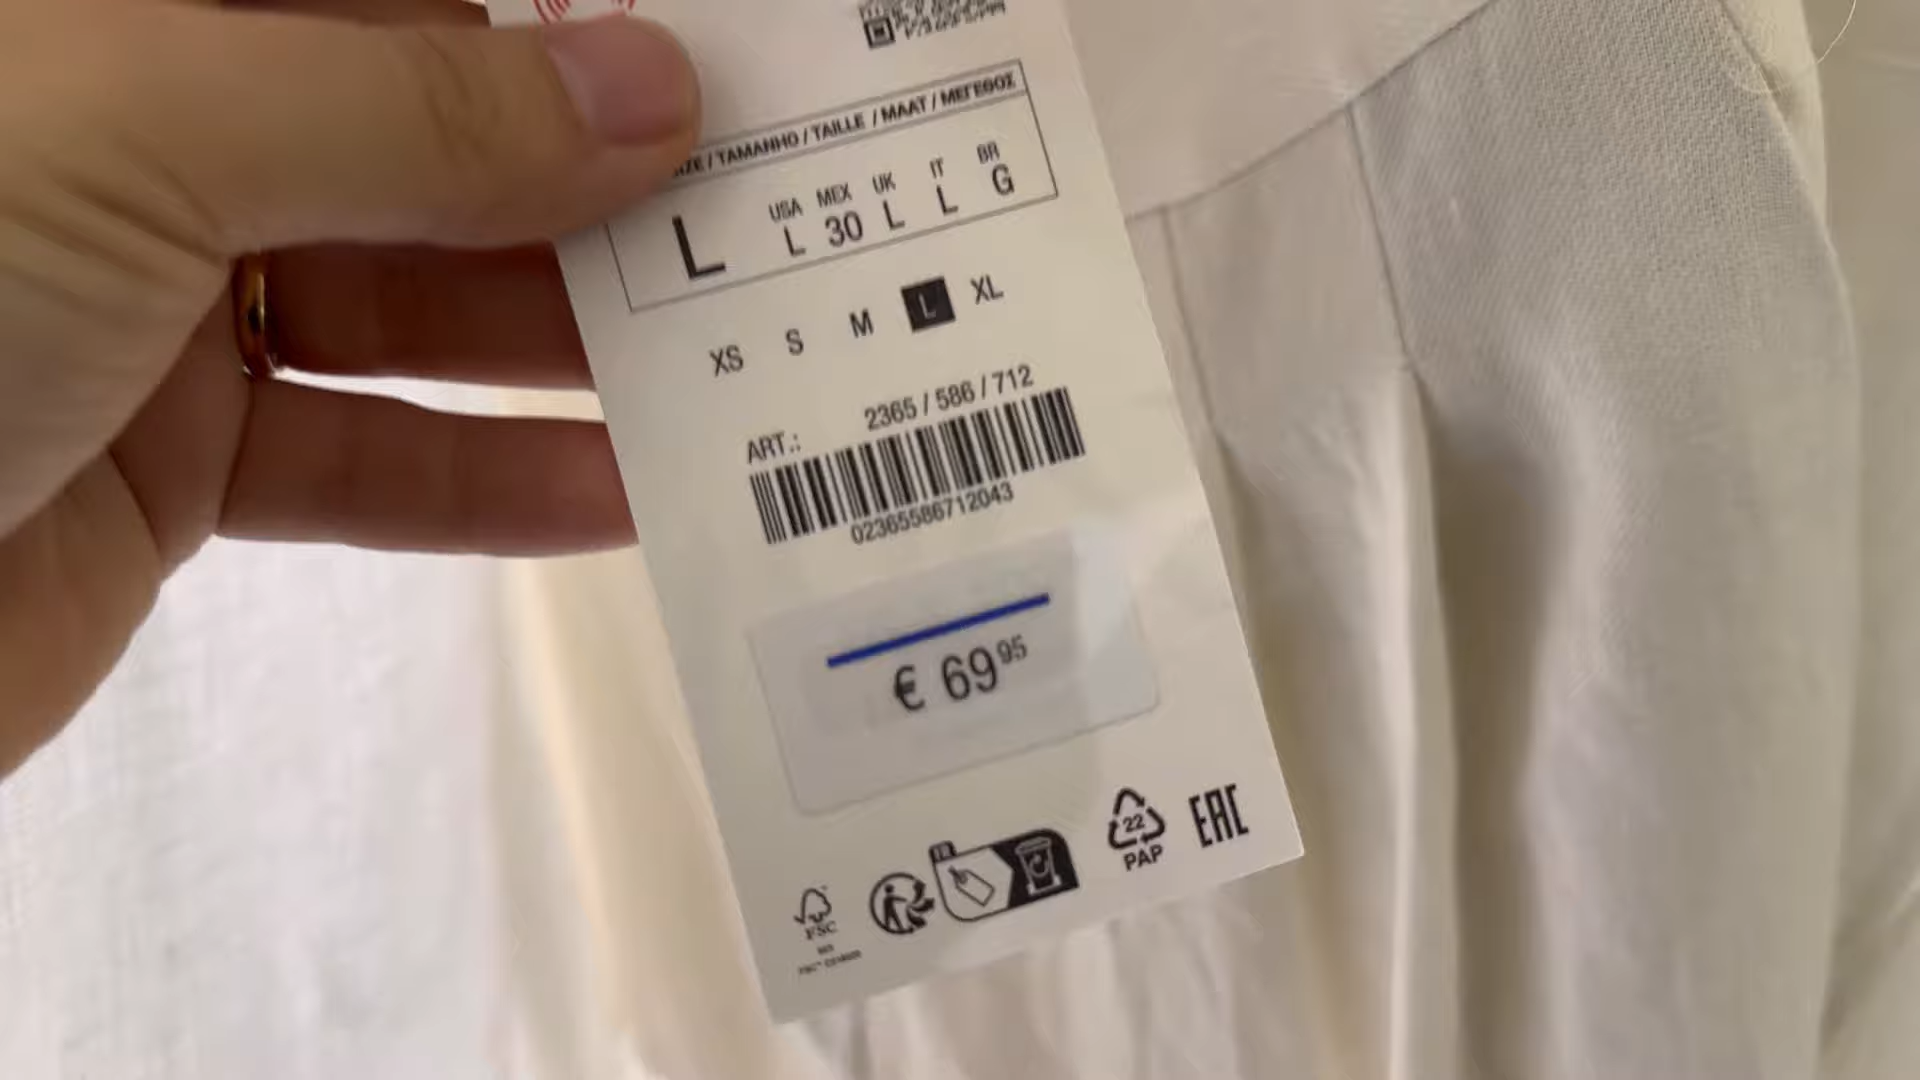 SIZE / TAMANHO / TAILLE / MAAT / ΜΕΓΕΘΟΣ
USA MEX UK IT BR
L L 30 L L G
XS S M L XL
ART.: 2365 / 586 / 712
02365586712043
€ 69 95
22
PAP
EAC
FR
FSC